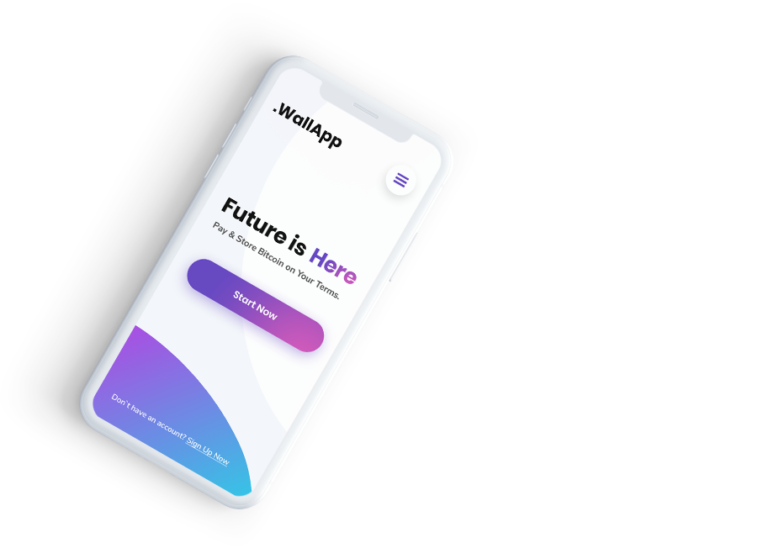 .WallApp
Future is Here
Pay & Store Bitcoin on Your Terms.
Start Now
Don't have an account? Sign Up Now